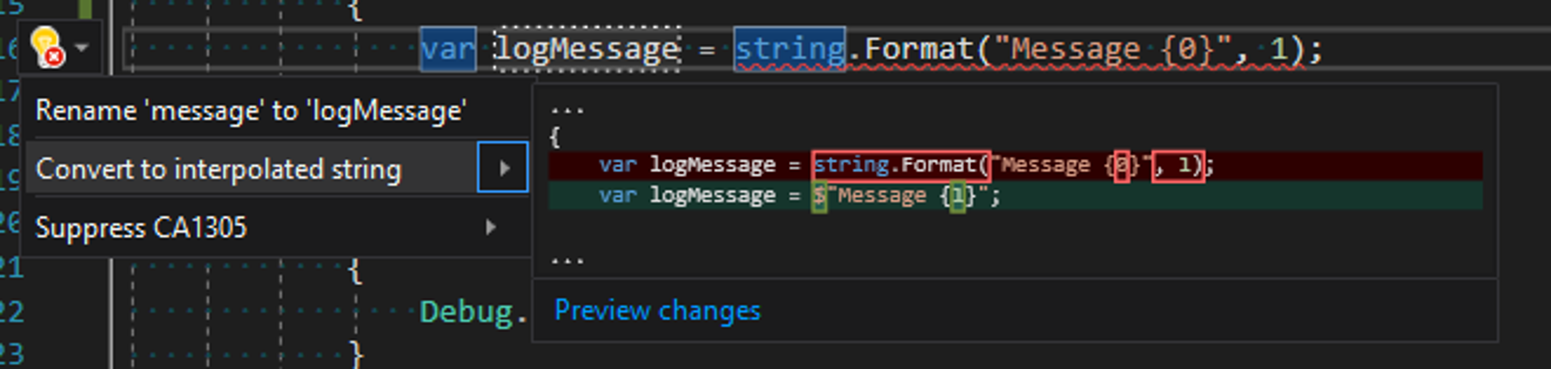 15 {
16 var logMessage = string.Format("Message {0}", 1);
17
Rename 'message' to 'logMessage'
...
18
{
Convert to interpolated string
var logMessage = string.Format("Message {0}", 1);
19
var logMessage = $"Message {1}";
20
Suppress CA1305
...
21 {
22 Debug.
Preview changes
23 }